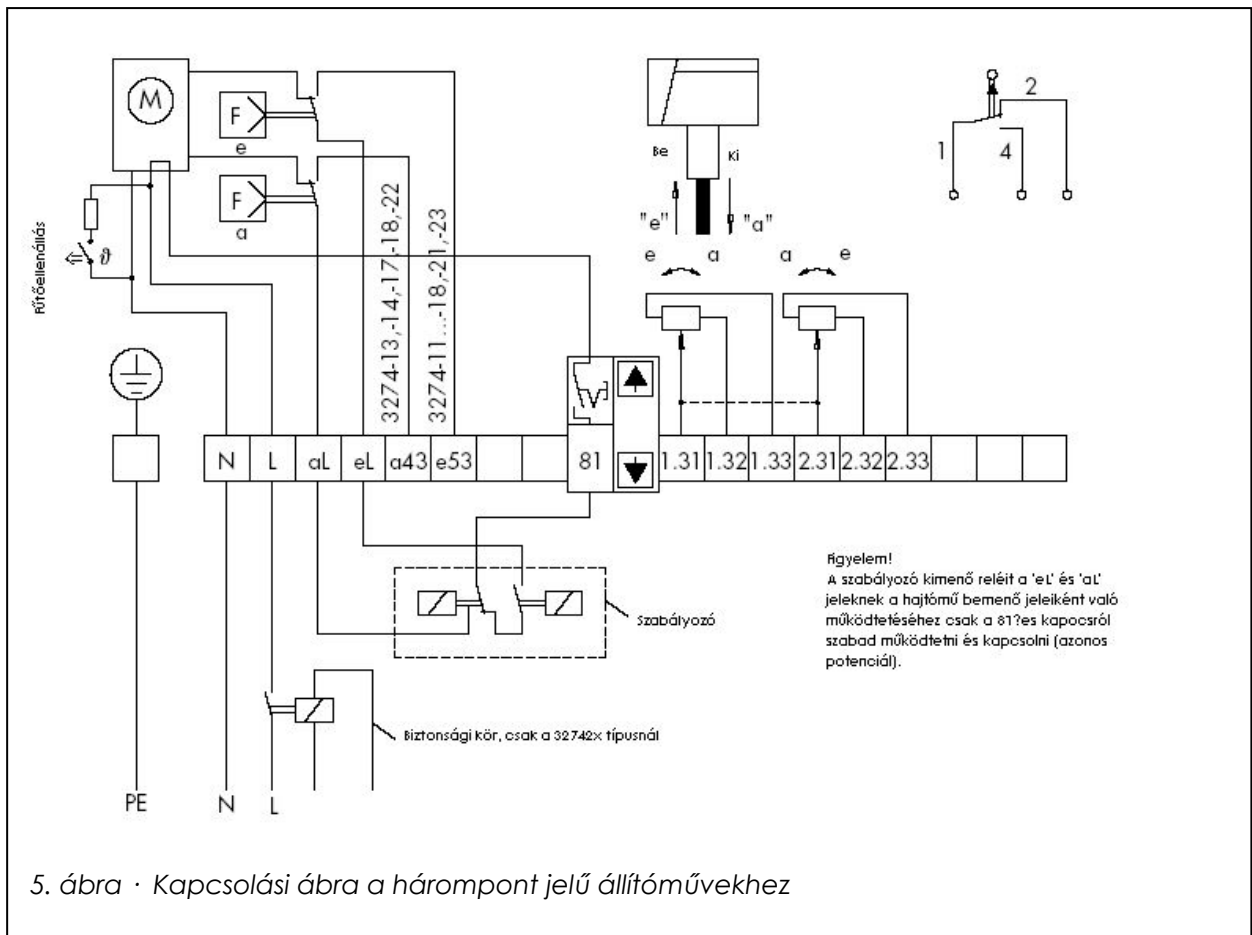 M
F
e
F
a
ϑ
Fűtőellenállás
3274-13,-14,-17,-18,-22
3274-11...-18,-21,-23
Be
Ki
"e"
"a"
e
a
a
e
1
2
4
N L aL eL a43 e53 81 1.31 1.32 1.33 2.31 2.32 2.33
Szabályozó
Figyelem!
A szabályozó kimenő reléit a 'eL' és 'aL'
jeleknek a hajtómű bemenő jeleiként való
működtetéséhez csak a 81?es kapocsról
szabad működtetni és kapcsolni (azonos
potenciál).
Biztonsági kör, csak a 32742x típusnál
PE
N
L
5. ábra · Kapcsolási ábra a hárompont jelű állítóművekhez